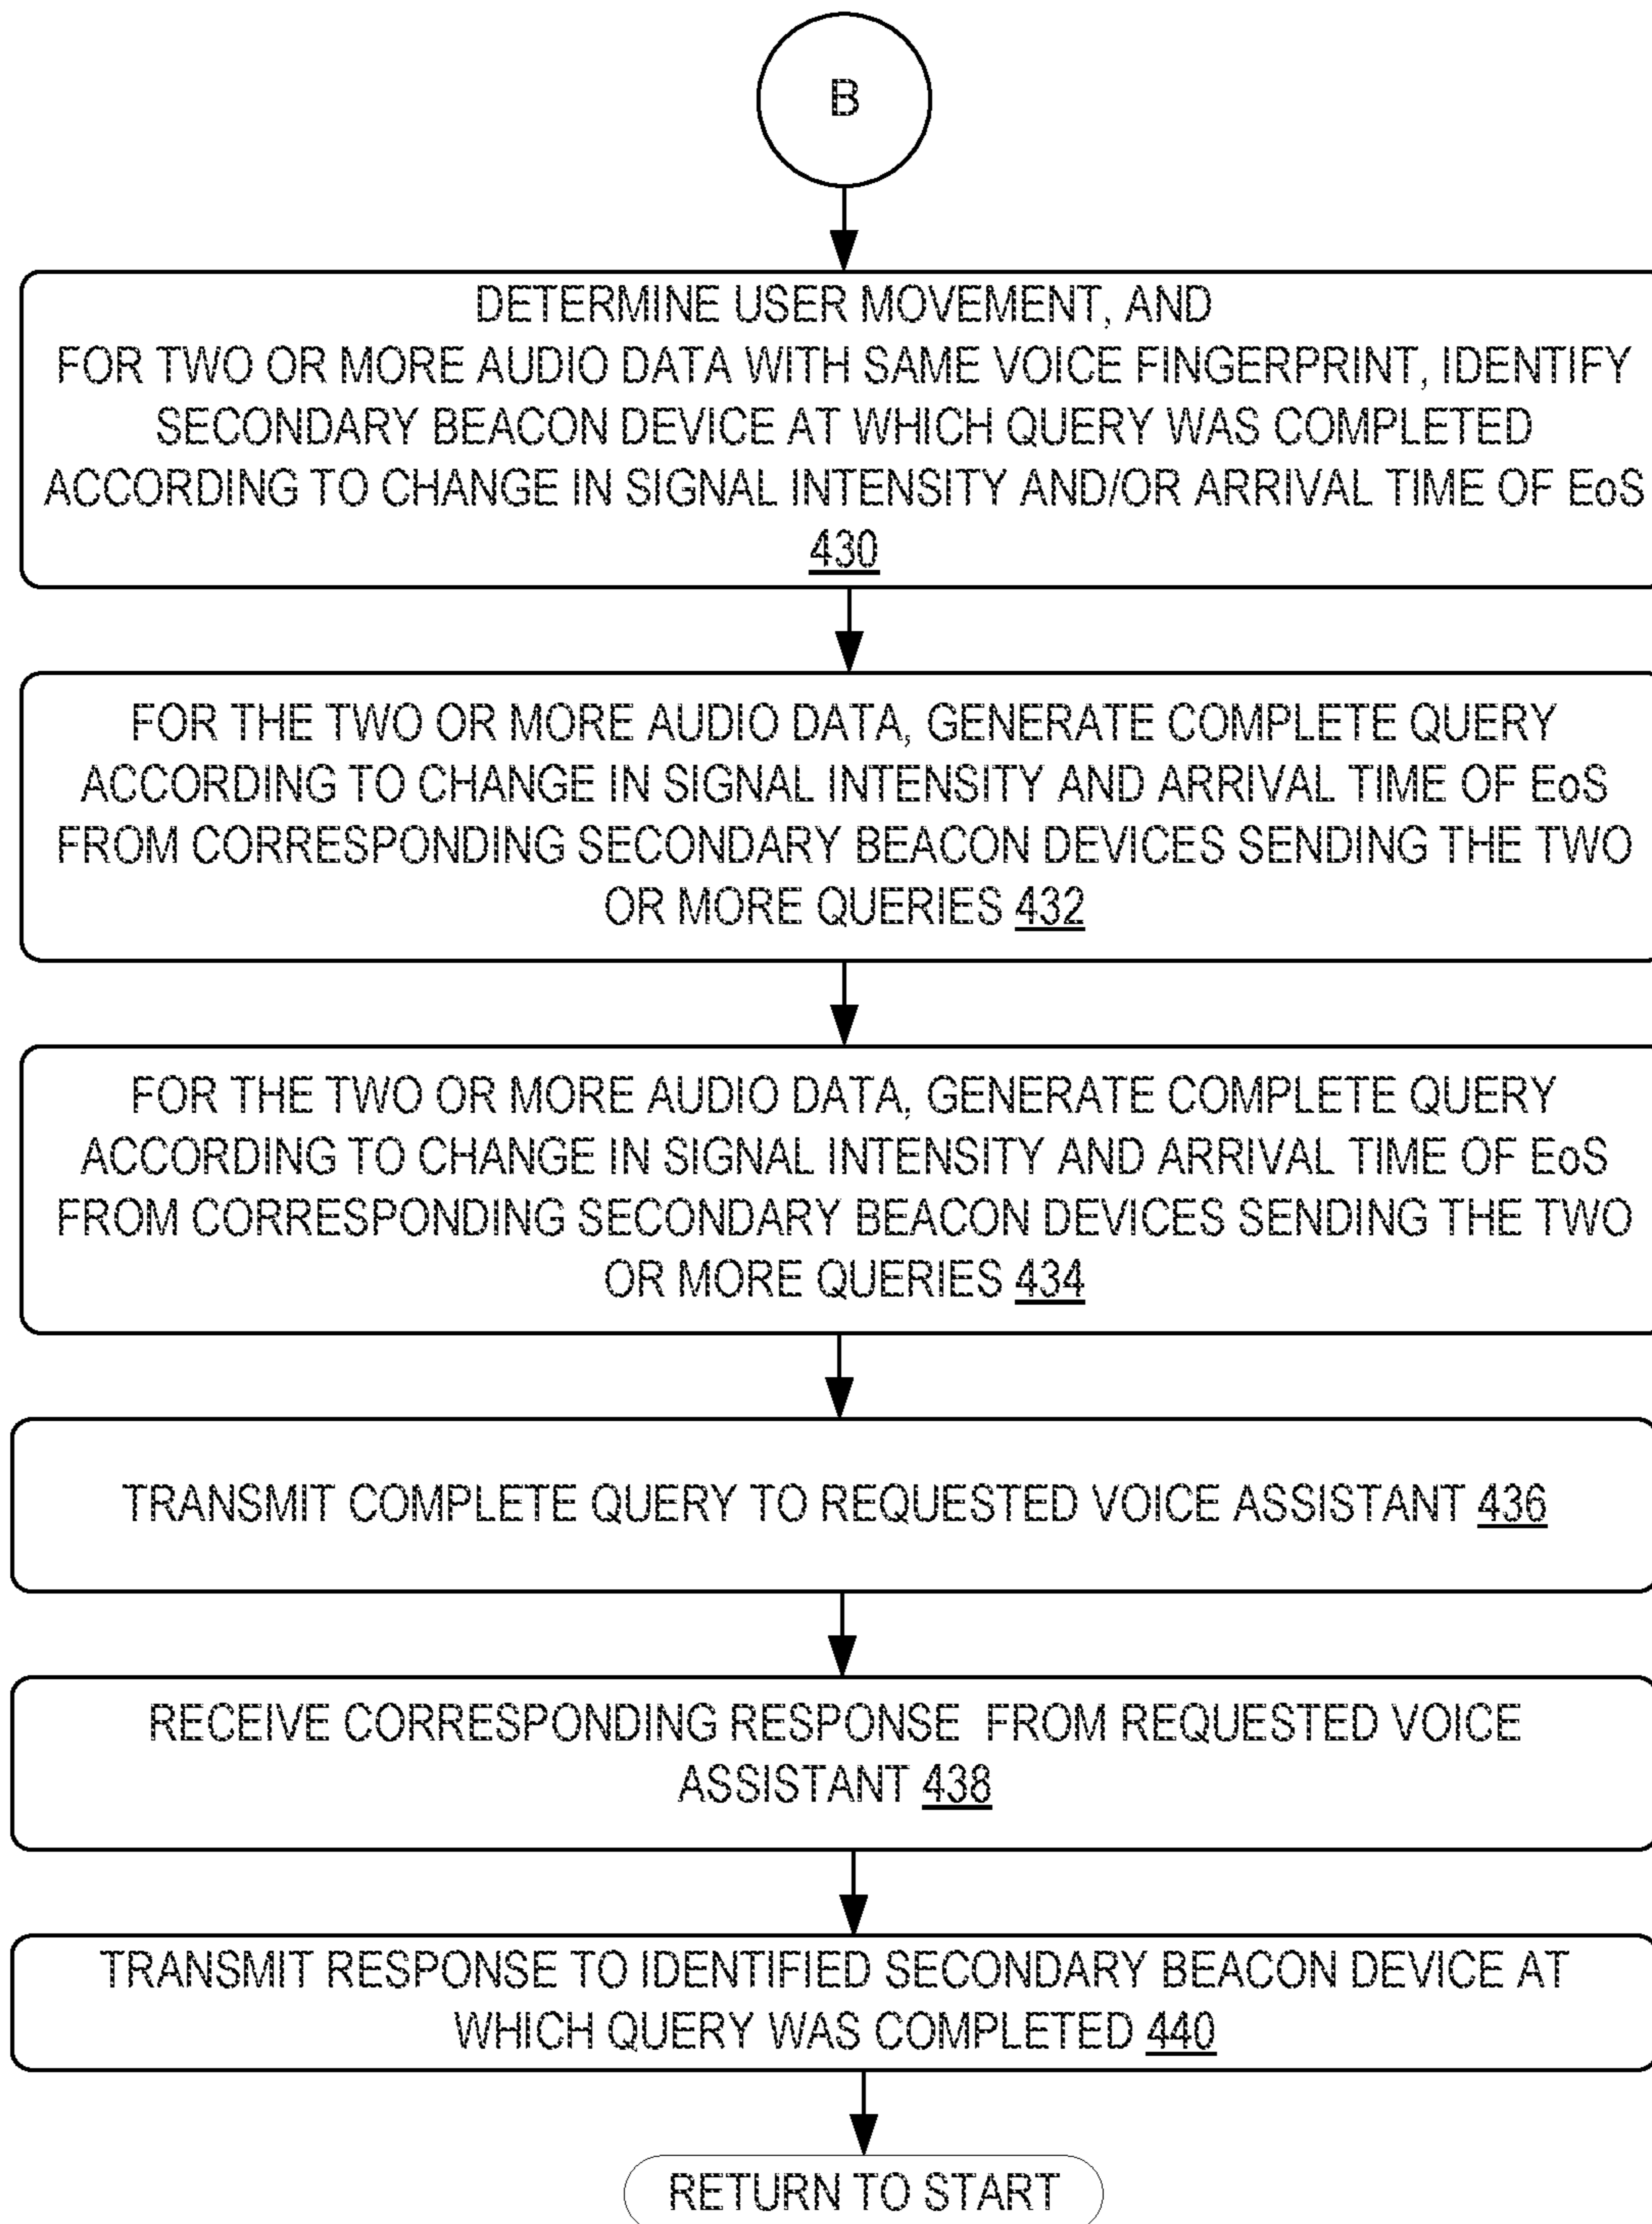 B
DETERMINE USER MOVEMENT, AND
FOR TWO OR MORE AUDIO DATA WITH SAME VOICE FINGERPRINT, IDENTIFY
SECONDARY BEACON DEVICE AT WHICH QUERY WAS COMPLETED
ACCORDING TO CHANGE IN SIGNAL INTENSITY AND/OR ARRIVAL TIME OF EoS
430
FOR THE TWO OR MORE AUDIO DATA, GENERATE COMPLETE QUERY
ACCORDING TO CHANGE IN SIGNAL INTENSITY AND ARRIVAL TIME OF EoS
FROM CORRESPONDING SECONDARY BEACON DEVICES SENDING THE TWO
OR MORE QUERIES 432
FOR THE TWO OR MORE AUDIO DATA, GENERATE COMPLETE QUERY
ACCORDING TO CHANGE IN SIGNAL INTENSITY AND ARRIVAL TIME OF EoS
FROM CORRESPONDING SECONDARY BEACON DEVICES SENDING THE TWO
OR MORE QUERIES 434
TRANSMIT COMPLETE QUERY TO REQUESTED VOICE ASSISTANT 436
RECEIVE CORRESPONDING RESPONSE FROM REQUESTED VOICE
ASSISTANT 438
TRANSMIT RESPONSE TO IDENTIFIED SECONDARY BEACON DEVICE AT
WHICH QUERY WAS COMPLETED 440
RETURN TO START